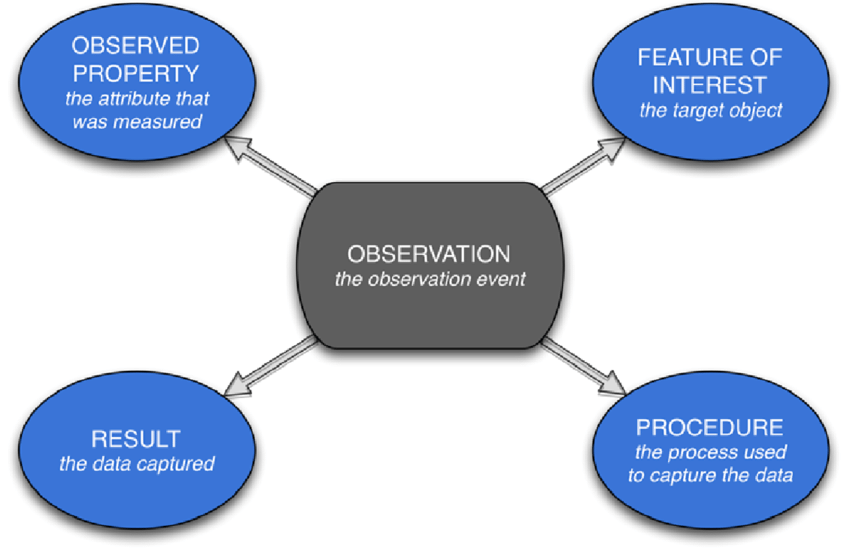 OBSERVED
PROPERTY
the attribute that
was measured
FEATURE OF
INTEREST
the target object
OBSERVATION
the observation event
RESULT
the data captured
PROCEDURE
the process used
to capture the data